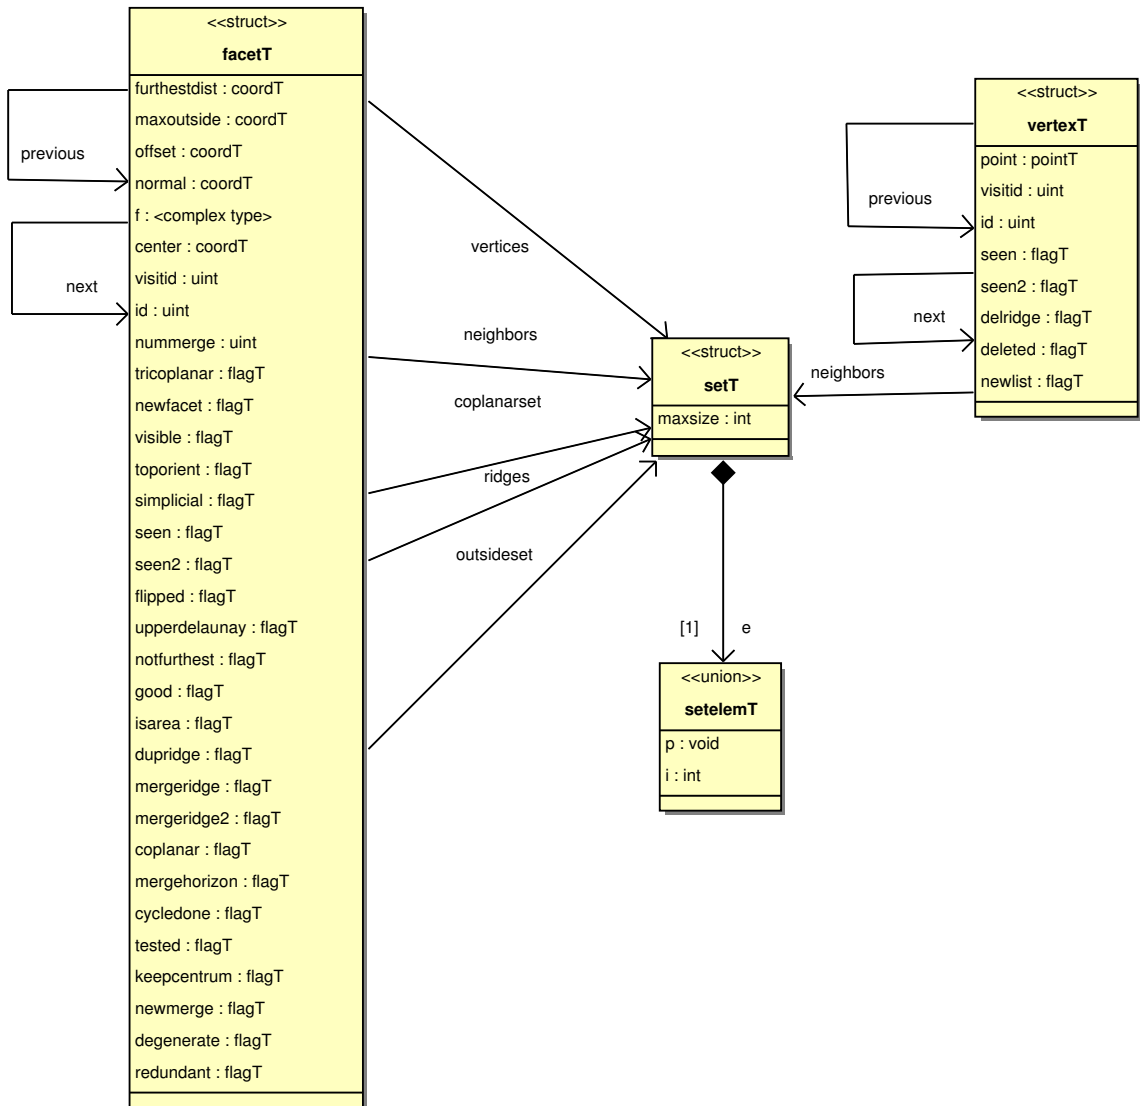 <<struct>>
facetT
furthestdist : coordT
maxoutside : coordT
offset : coordT
normal : coordT
f : <complex type>
center : coordT
visitid : uint
id : uint
nummerge : uint
tricoplanar : flagT
newfacet : flagT
visible : flagT
toporient : flagT
simplicial : flagT
seen : flagT
seen2 : flagT
flipped : flagT
upperdelaunay : flagT
notfurthest : flagT
good : flagT
isarea : flagT
dupridge : flagT
mergeridge : flagT
mergeridge2 : flagT
coplanar : flagT
mergehorizon : flagT
cycledone : flagT
tested : flagT
keepcentrum : flagT
newmerge : flagT
degenerate : flagT
redundant : flagT
previous
next
vertices
neighbors
coplanarset
ridges
outsideset
<<struct>>
setT
maxsize : int
[1]
e
<<union>>
setelemT
p : void
i : int
<<struct>>
vertexT
point : pointT
visitid : uint
id : uint
seen : flagT
seen2 : flagT
delridge : flagT
deleted : flagT
newlist : flagT
previous
next
neighbors